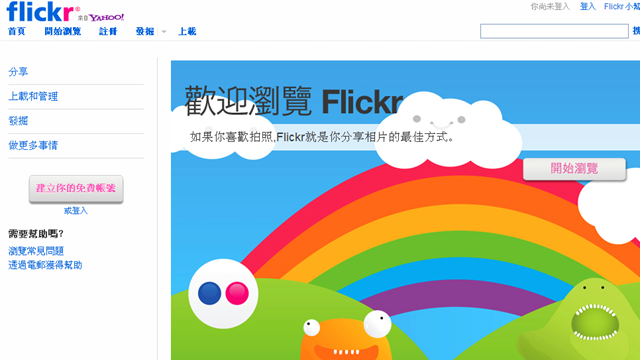 flickr® 來自 YAHOO!
你尚未登入 登入 Flickr 小
首頁 開始瀏覽 註冊 發掘 上載
分享
上載和管理
發掘
做更多事情
建立你的免費帳號
或登入
需要幫助嗎?
瀏覽常見問題
透過電郵獲得幫助
歡迎瀏覽 Flickr
如果你喜歡拍照,Flickr就是你分享相片的最佳方式。
開始瀏覽